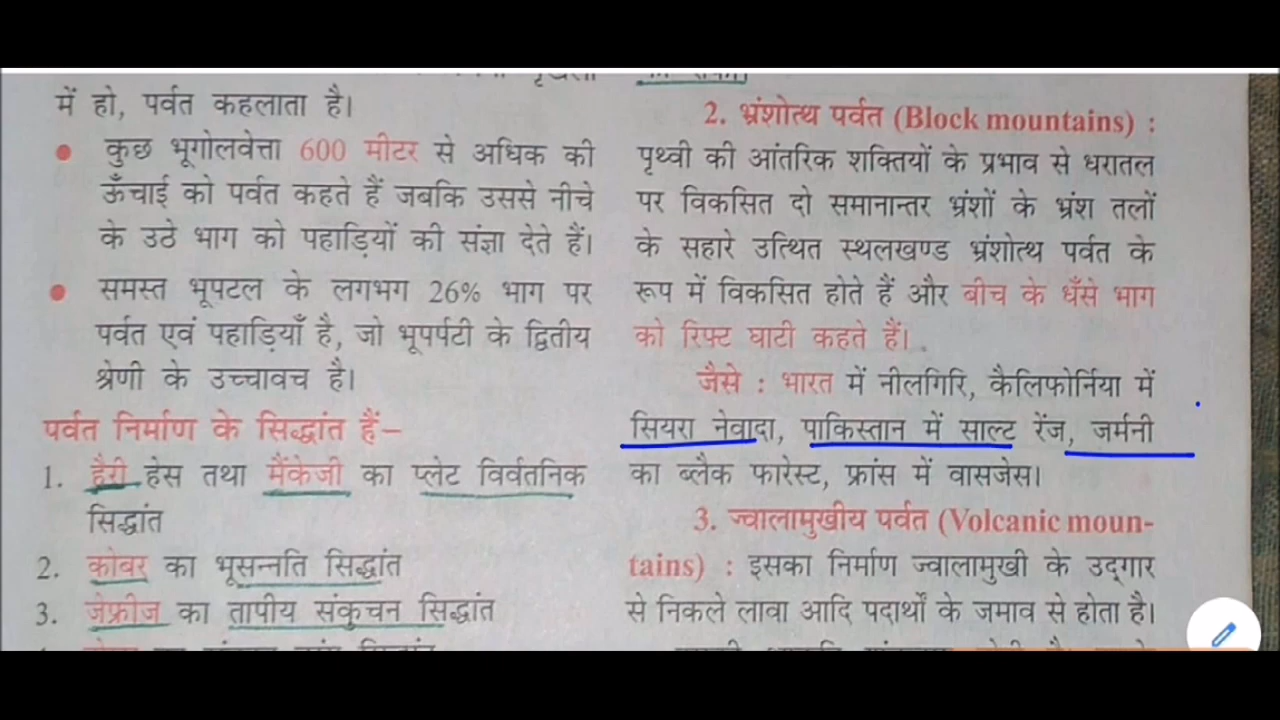 में हो, पर्वत कहलाता है।
• कुछ भूगोलवेत्ता 600 मीटर से अधिक की
ऊँचाई को पर्वत कहते हैं जबकि उससे नीचे
के उठे भाग को पहाड़ियों की संज्ञा देते हैं।
• समस्त भूपटल के लगभग 26% भाग पर
पर्वत एवं पहाड़ियाँ है, जो भूपर्पटी के द्वितीय
श्रेणी के उच्चावच है।
पर्वत निर्माण के सिद्धांत हैं–
1. हैरी हेस तथा मैंकेजी का प्लेट विर्वतनिक
सिद्धांत
2. कोबर का भूसन्नति सिद्धांत
3. जेफ्रीज का तापीय संकुचन सिद्धांत
2. भ्रंशोत्थ पर्वत (Block mountains) :
पृथ्वी की आंतरिक शक्तियों के प्रभाव से धरातल
पर विकसित दो समानान्तर भ्रंशों के भ्रंश तलों
के सहारे उत्थित स्थलखण्ड भ्रंशोत्थ पर्वत के
रूप में विकसित होते हैं और बीच के धँसे भाग
को रिफ्ट घाटी कहते हैं।
जैसे : भारत में नीलगिरि, कैलिफोर्निया में
सियरा नेवादा, पाकिस्तान में साल्ट रेंज, जर्मनी
का ब्लैक फारेस्ट, फ्रांस में वासजेस।
3. ज्वालामुखीय पर्वत (Volcanic moun-
tains) : इसका निर्माण ज्वालामुखी के उद्गार
से निकले लावा आदि पदार्थों के जमाव से होता है।